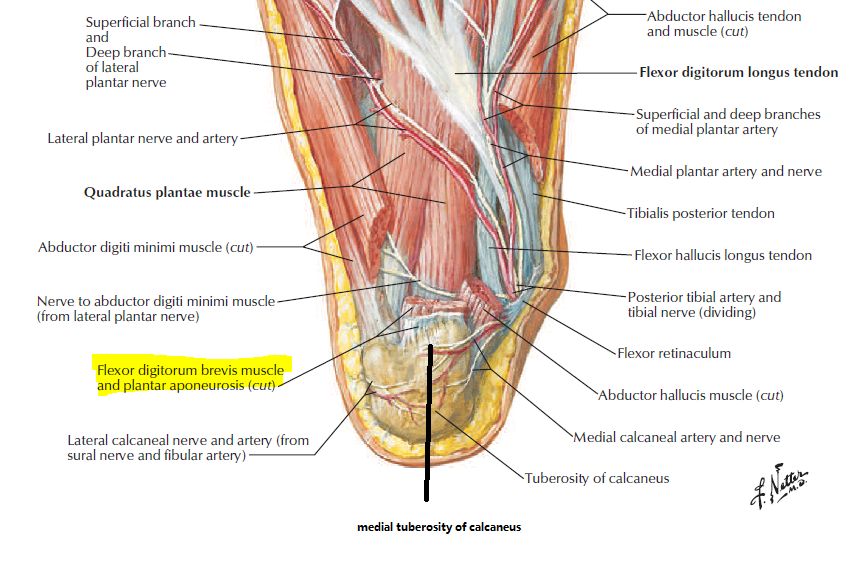 Superficial branch
and
Deep branch
of lateral
plantar nerve
Lateral plantar nerve and artery
Quadratus plantae muscle
Abductor digiti minimi muscle (cut)
Nerve to abductor digiti minimi muscle
(from lateral plantar nerve)
Flexor digitorum brevis muscle
and plantar aponeurosis (cut)
Lateral calcaneal nerve and artery (from
sural nerve and fibular artery)
Abductor hallucis tendon
and muscle (cut)
Flexor digitorum longus tendon
Superficial and deep branches
of medial plantar artery
Medial plantar artery and nerve
Tibialis posterior tendon
Flexor hallucis longus tendon
Posterior tibial artery and
tibial nerve (dividing)
Flexor retinaculum
Abductor hallucis muscle (cut)
Medial calcaneal artery and nerve
Tuberosity of calcaneus
f. Netter
M.D.
medial tuberosity of calcaneus